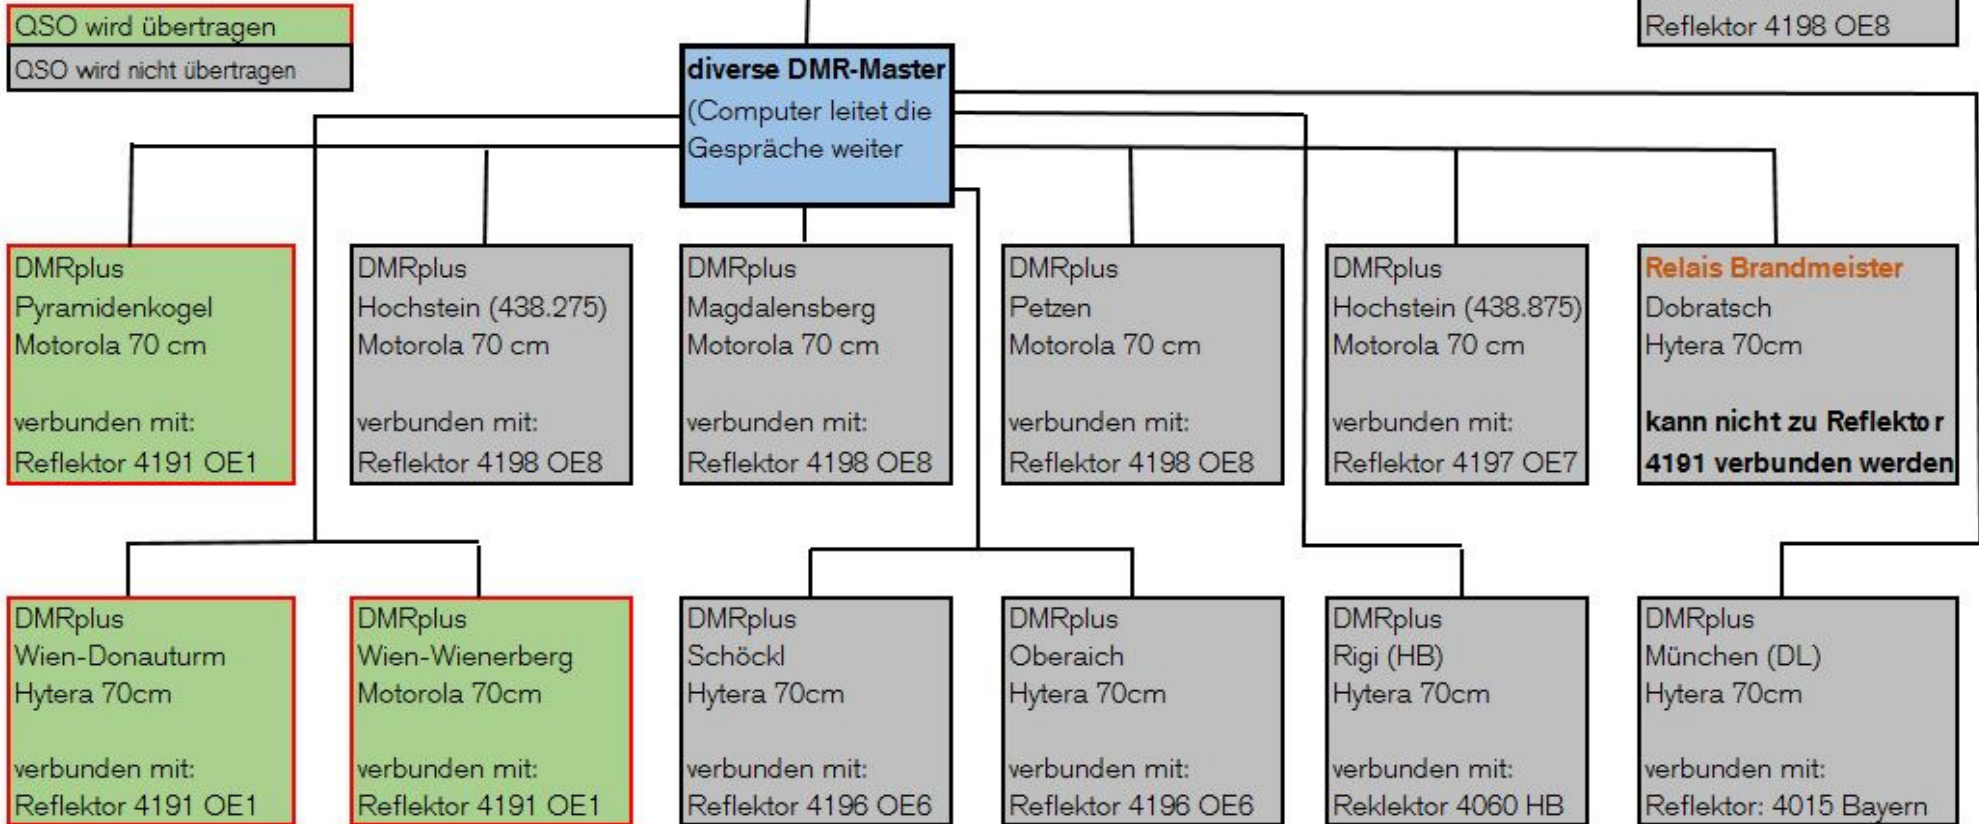 QSO wird übertragen
QSO wird nicht übertragen
Reflektor 4198 OE8
diverse DMR-Master
(Computer leitet die
Gespräche weiter
DMRplus
Pyramidenkogel
Motorola 70 cm
verbunden mit:
Reflektor 4191 OE1
DMRplus
Hochstein (438.275)
Motorola 70 cm
verbunden mit:
Reflektor 4198 OE8
DMRplus
Magdalensberg
Motorola 70 cm
verbunden mit:
Reflektor 4198 OE8
DMRplus
Petzen
Motorola 70 cm
verbunden mit:
Reflektor 4198 OE8
DMRplus
Hochstein (438.875)
Motorola 70 cm
verbunden mit:
Reflektor 4197 OE7
Relais Brandmeister
Dobratsch
Hytera 70cm
kann nicht zu Reflektor
4191 verbunden werden
DMRplus
Wien-Donauturm
Hytera 70cm
verbunden mit:
Reflektor 4191 OE1
DMRplus
Wien-Wienerberg
Motorola 70cm
verbunden mit:
Reflektor 4191 OE1
DMRplus
Schöckl
Hytera 70cm
verbunden mit:
Reflektor 4196 OE6
DMRplus
Oberaich
Hytera 70cm
verbunden mit:
Reflektor 4196 OE6
DMRplus
Rigi (HB)
Hytera 70cm
verbunden mit:
Reklektor 4060 HB
DMRplus
München (DL)
Hytera 70cm
verbunden mit:
Reflektor: 4015 Bayern